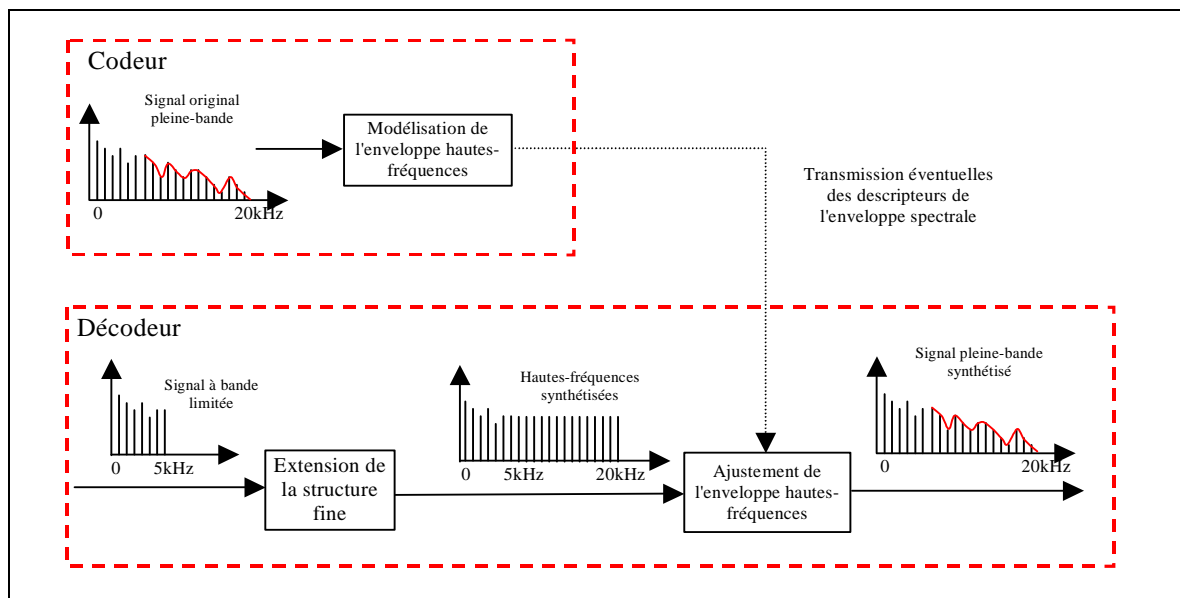 Codeur
Signal original
pleine-bande
0
20kHz
Modélisation de
l'enveloppe hautes-
fréquences
Transmission éventuelles
des descripteurs de
l'enveloppe spectrale
Décodeur
Signal à bande
limitée
0
5kHz
Extension de
la structure
fine
Hautes-fréquences
synthétisées
0
5kHz
20kHz
Ajustement de
l'enveloppe hautes-
fréquences
Signal pleine-bande
synthétisé
0
20kHz